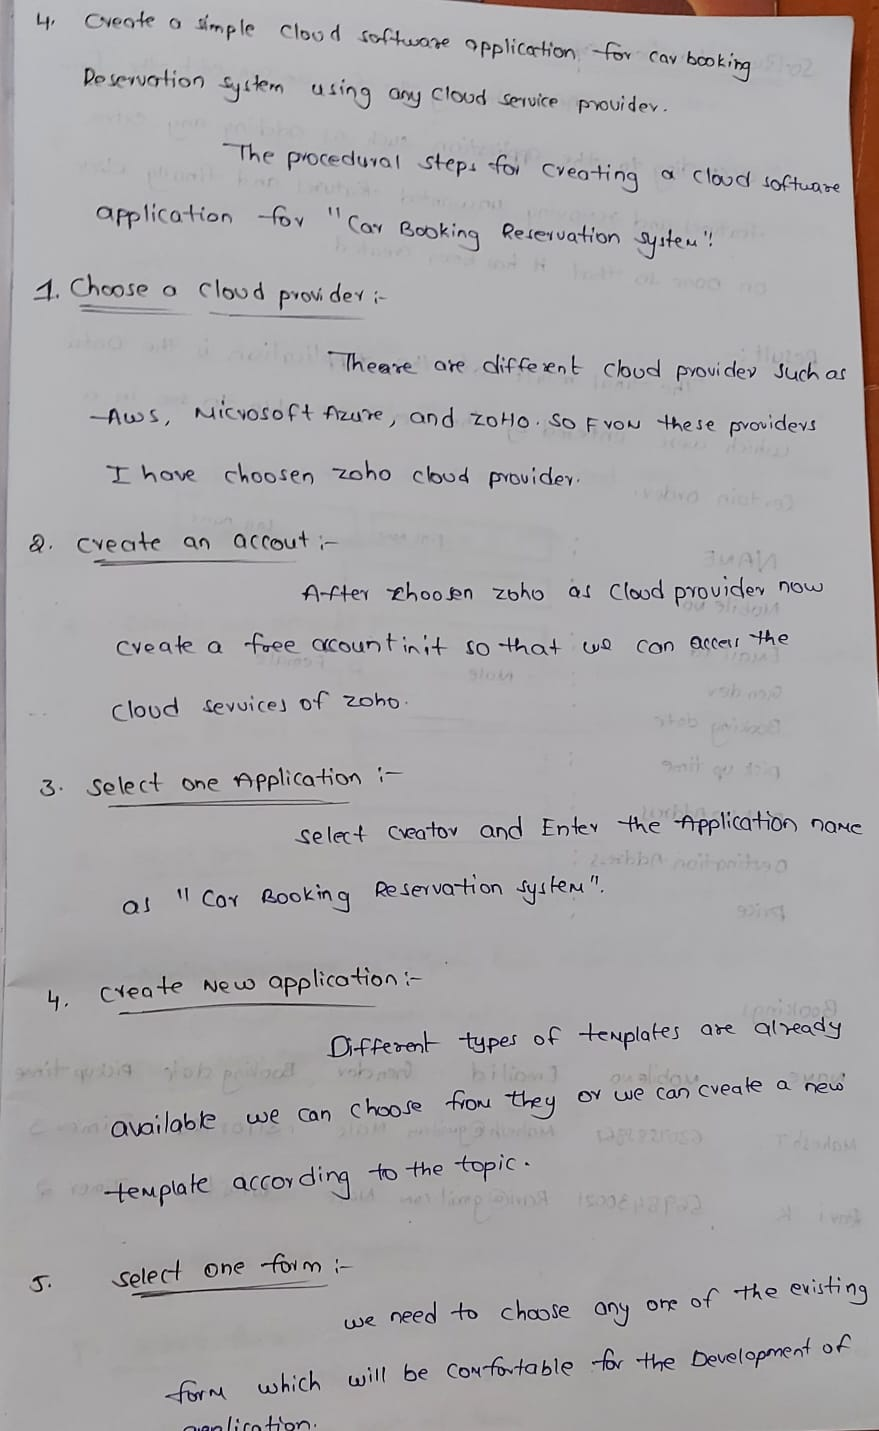 4. Create a simple cloud software application for car booking
Reservation system using any cloud service provider.
The procedural steps for creating a cloud software
application for "Car Booking Reservation system".
1. Choose a cloud provider :-
Theare are different cloud provider such as
AWS, Microsoft Azure, and ZOHO. SO From these providers
I have choosen zoho cloud provider.
2. create an accout :-
After choosen zoho as cloud provider now
create a free account init so that we can access the
cloud services of zoho.
3. select one Application :-
select creator and Enter the Application name
as "Car Booking Reservation system".
4. Create New application :-
Different types of templates are already
available we can choose from they or we can create a new
template according to the topic.
5. select one form :-
we need to choose any one of the existing
form which will be comfortable for the Development of
application.